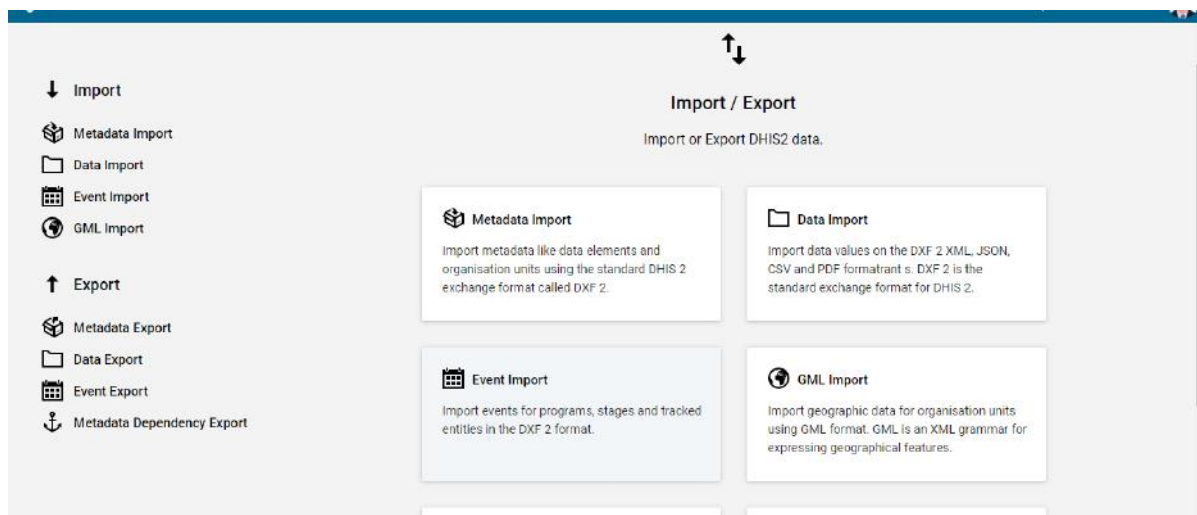 Import
Metadata Import
Data Import
Event Import
GML Import
Export
Metadata Export
Data Export
Event Export
Metadata Dependency Export
Import / Export
Import or Export DHIS2 data.
Metadata Import
Import metadata like data elements and
organisation units using the standard DHIS 2
exchange format called DXF 2.
Data Import
Import data values on the DXF 2 XML, JSON,
CSV and PDF formatrant s. DXF 2 is the
standard exchange format for DHIS 2.
Event Import
Import events for programs, stages and tracked
entities in the DXF 2 format.
GML Import
Import geographic data for organisation units
using GML format. GML is an XML grammar for
expressing geographical features.